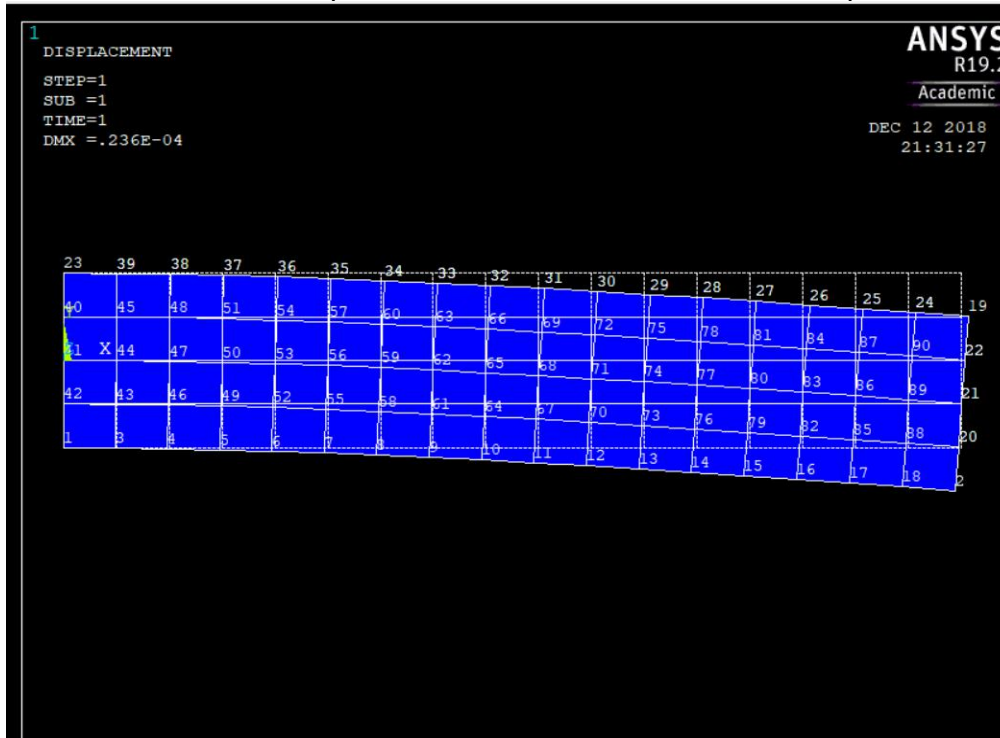 1
DISPLACEMENT
STEP=1
SUB =1
TIME=1
DMX =.236E-04
ANSYS
R19.2
Academic
DEC 12 2018
21:31:27
23 39 38 37 36 35 34 33 32 31 30 29 28 27 26 25 24 19
40 45 48 51 54 57 60 63 66 69 72 75 78 81 84 87 90 22
X 44 47 50 53 56 59 62 65 68 71 74 77 80 83 86 89 21
42 43 46 49 52 55 58 61 64 67 70 73 76 79 82 85 88 20
1 3 4 5 6 7 8 9 10 11 12 13 14 15 16 17 18 2